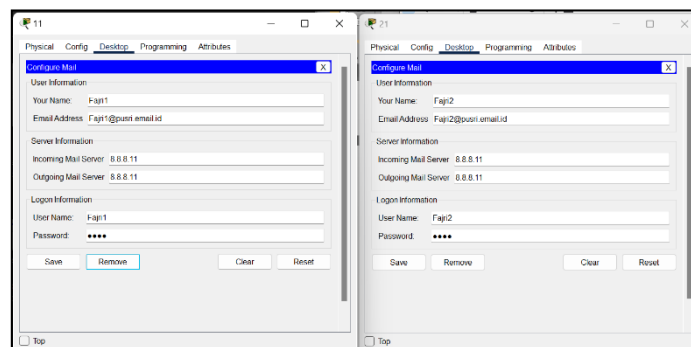 11
Physical Config Desktop Programming Attributes
Configure Mail X
User Information
Your Name: Fajri1
Email Address Fajri1@pusri.email.id
Server Information
Incoming Mail Server 8.8.8.11
Outgoing Mail Server 8.8.8.11
Logon Information
User Name: Fajri1
Password: ••••
Save Remove Clear Reset
Top
21
Physical Config Desktop Programming Attributes
Configure Mail X
User Information
Your Name: Fajri2
Email Address Fajri2@pusri.email.id
Server Information
Incoming Mail Server 8.8.8.11
Outgoing Mail Server 8.8.8.11
Logon Information
User Name: Fajri2
Password: ••••
Save Remove Clear Reset
Top